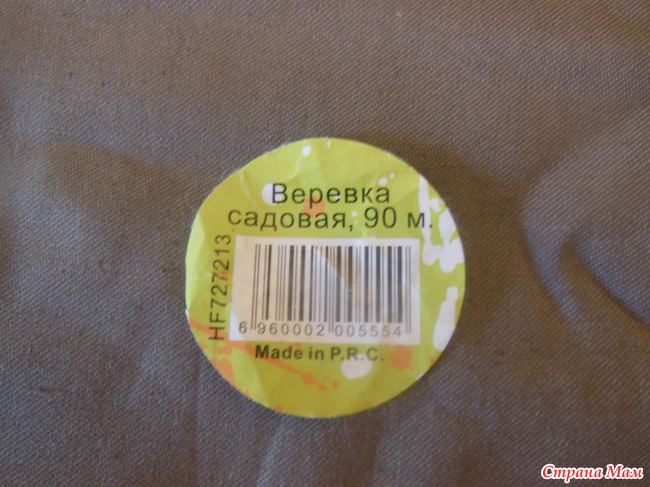 Веревка
садовая, 90 м.
HF727213
6 960002 005554
Made in P.R.C.
Страна Мам